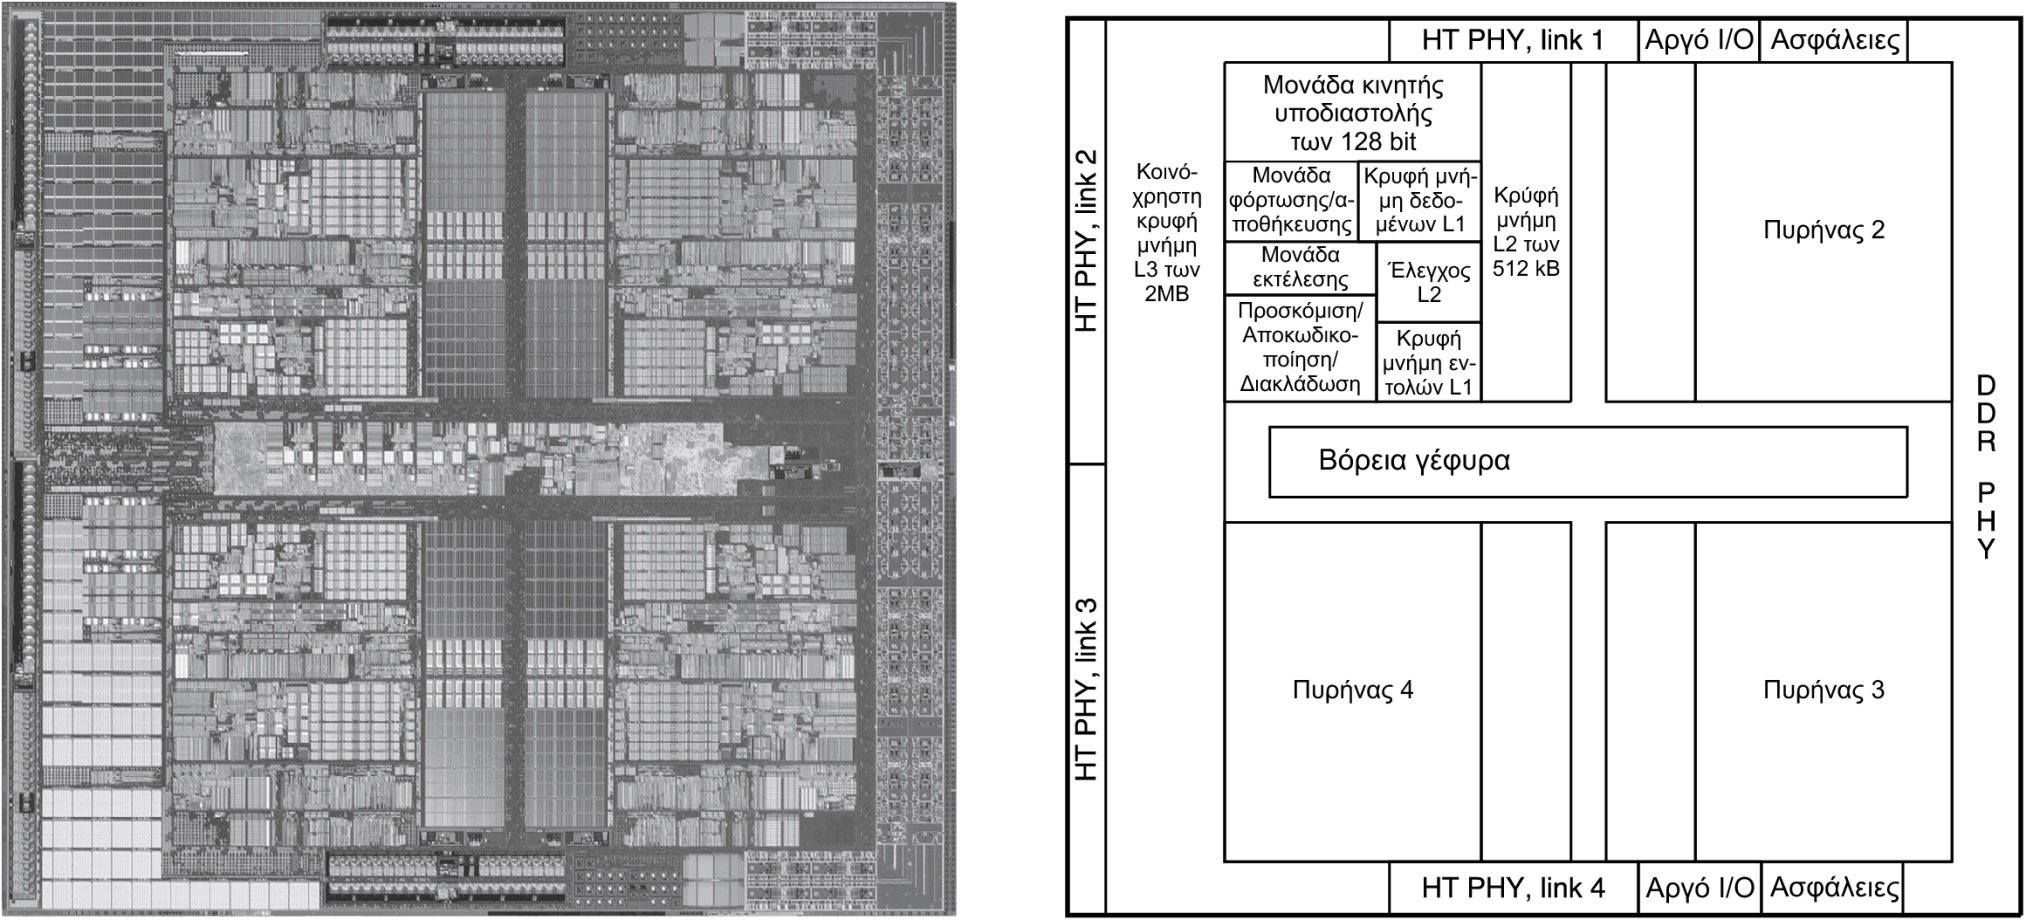 HT PHY, link 1
Αργό I/O
Ασφάλειες
HT PHY, link 2
Κοινό-
χρηστη
κρυφή
μνήμη
L3 των
2MB
Μονάδα κινητής
υποδιαστολής
των 128 bit
Μονάδα
φόρτωσης/α-
ποθήκευσης
Κρυφή μνή-
μη δεδο-
μένων L1
Μονάδα
εκτέλεσης
Έλεγχος
L2
Προσκόμιση/
Αποκωδικο-
ποίηση/
Διακλάδωση
Κρυφή
μνήμη εν-
τολών L1
Κρύφή
μνήμη
L2 των
512 kB
Πυρήνας 2
Βόρεια γέφυρα
DDR PHY
HT PHY, link 3
Πυρήνας 4
Πυρήνας 3
HT PHY, link 4
Αργό I/O
Ασφάλειες